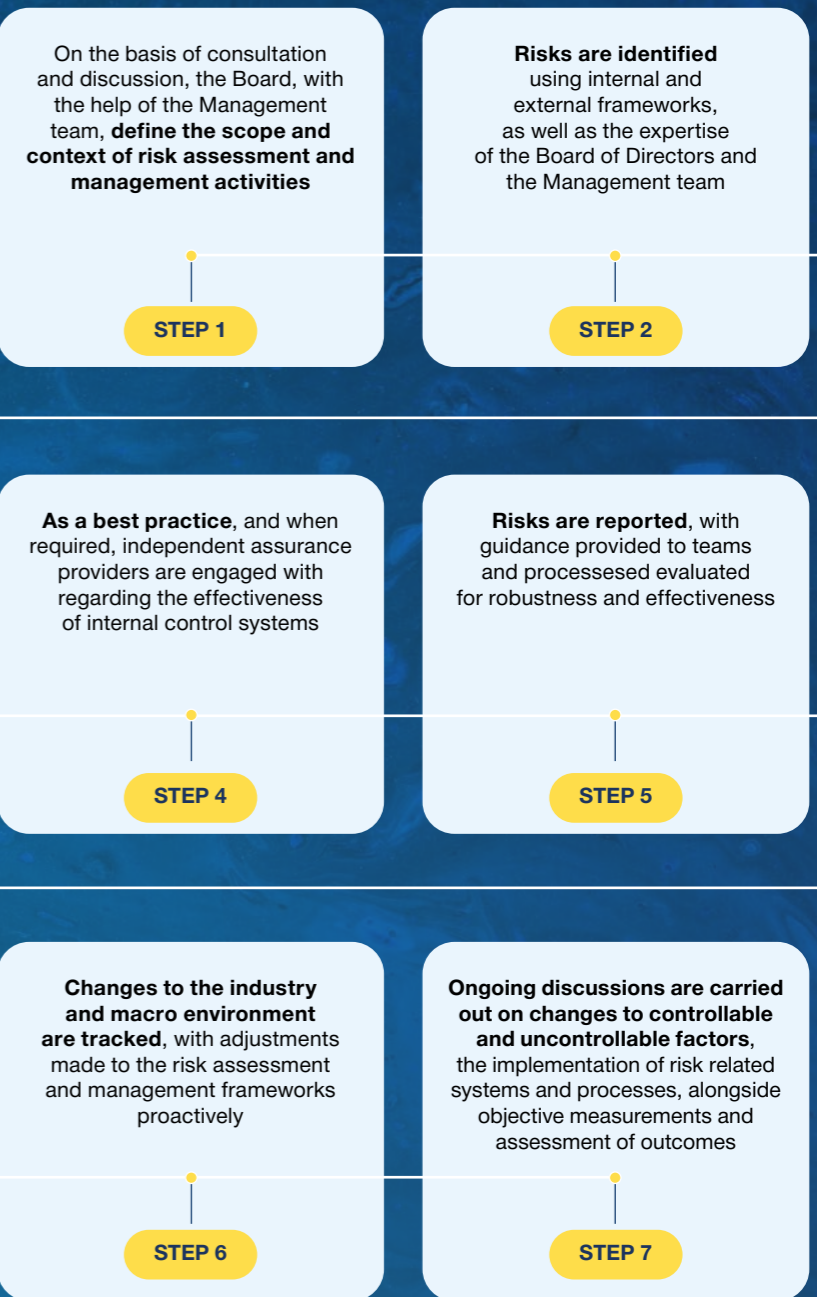 On the basis of consultation
and discussion, the Board, with
the help of the Management
team, define the scope and
context of risk assessment and
management activities
STEP 1
Risks are identified
using internal and
external frameworks,
as well as the expertise
of the Board of Directors and
the Management team
STEP 2
As a best practice, and when
required, independent assurance
providers are engaged with
regarding the effectiveness
of internal control systems
STEP 4
Risks are reported, with
guidance provided to teams
and processesed evaluated
for robustness and effectiveness
STEP 5
Changes to the industry
and macro environment
are tracked, with adjustments
made to the risk assessment
and management frameworks
proactively
STEP 6
Ongoing discussions are carried
out on changes to controllable
and uncontrollable factors,
the implementation of risk related
systems and processes, alongside
objective measurements and
assessment of outcomes
STEP 7